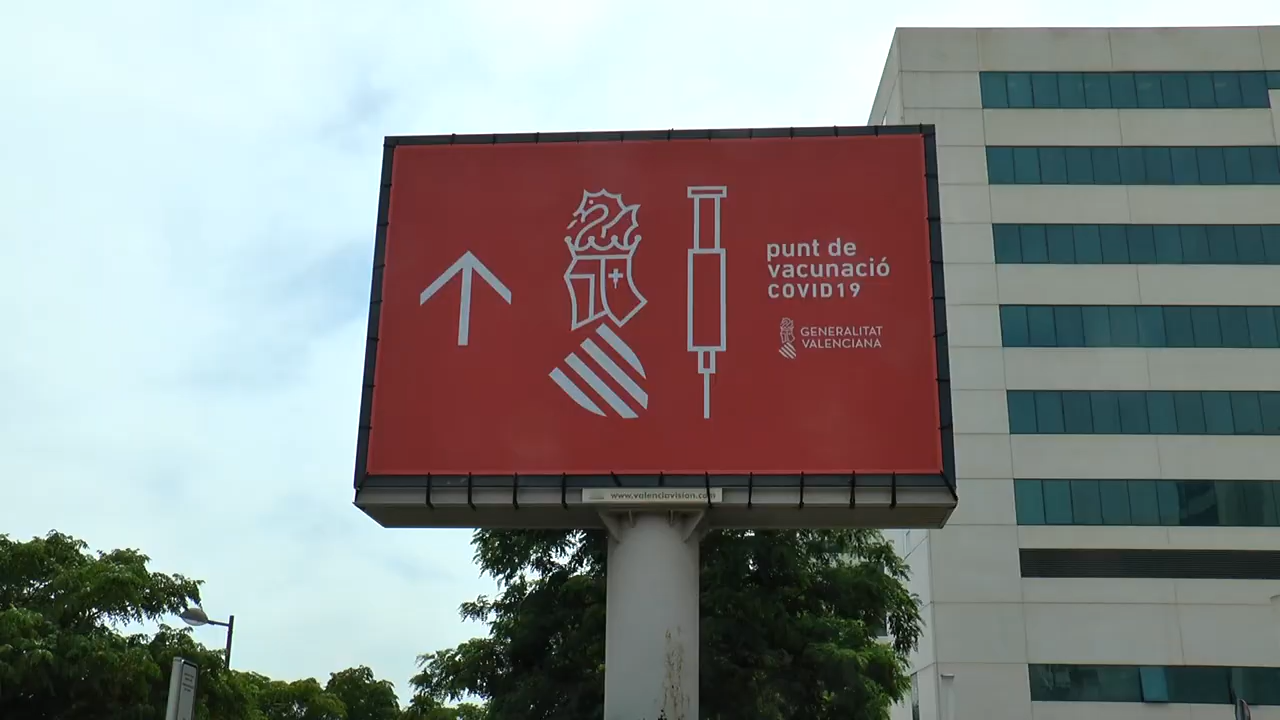 punt de
vacunació
COVID19
GENERALITAT
VALENCIANA
www.valenciavision.com